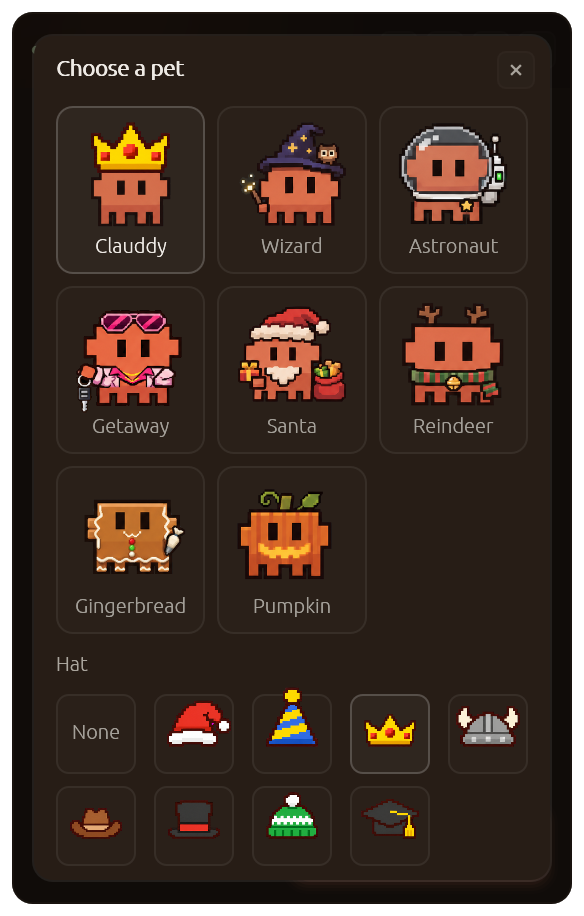 Choose a pet
Clauddy
Wizard
Astronaut
Getaway
Santa
Reindeer
Gingerbread
Pumpkin
Hat
None